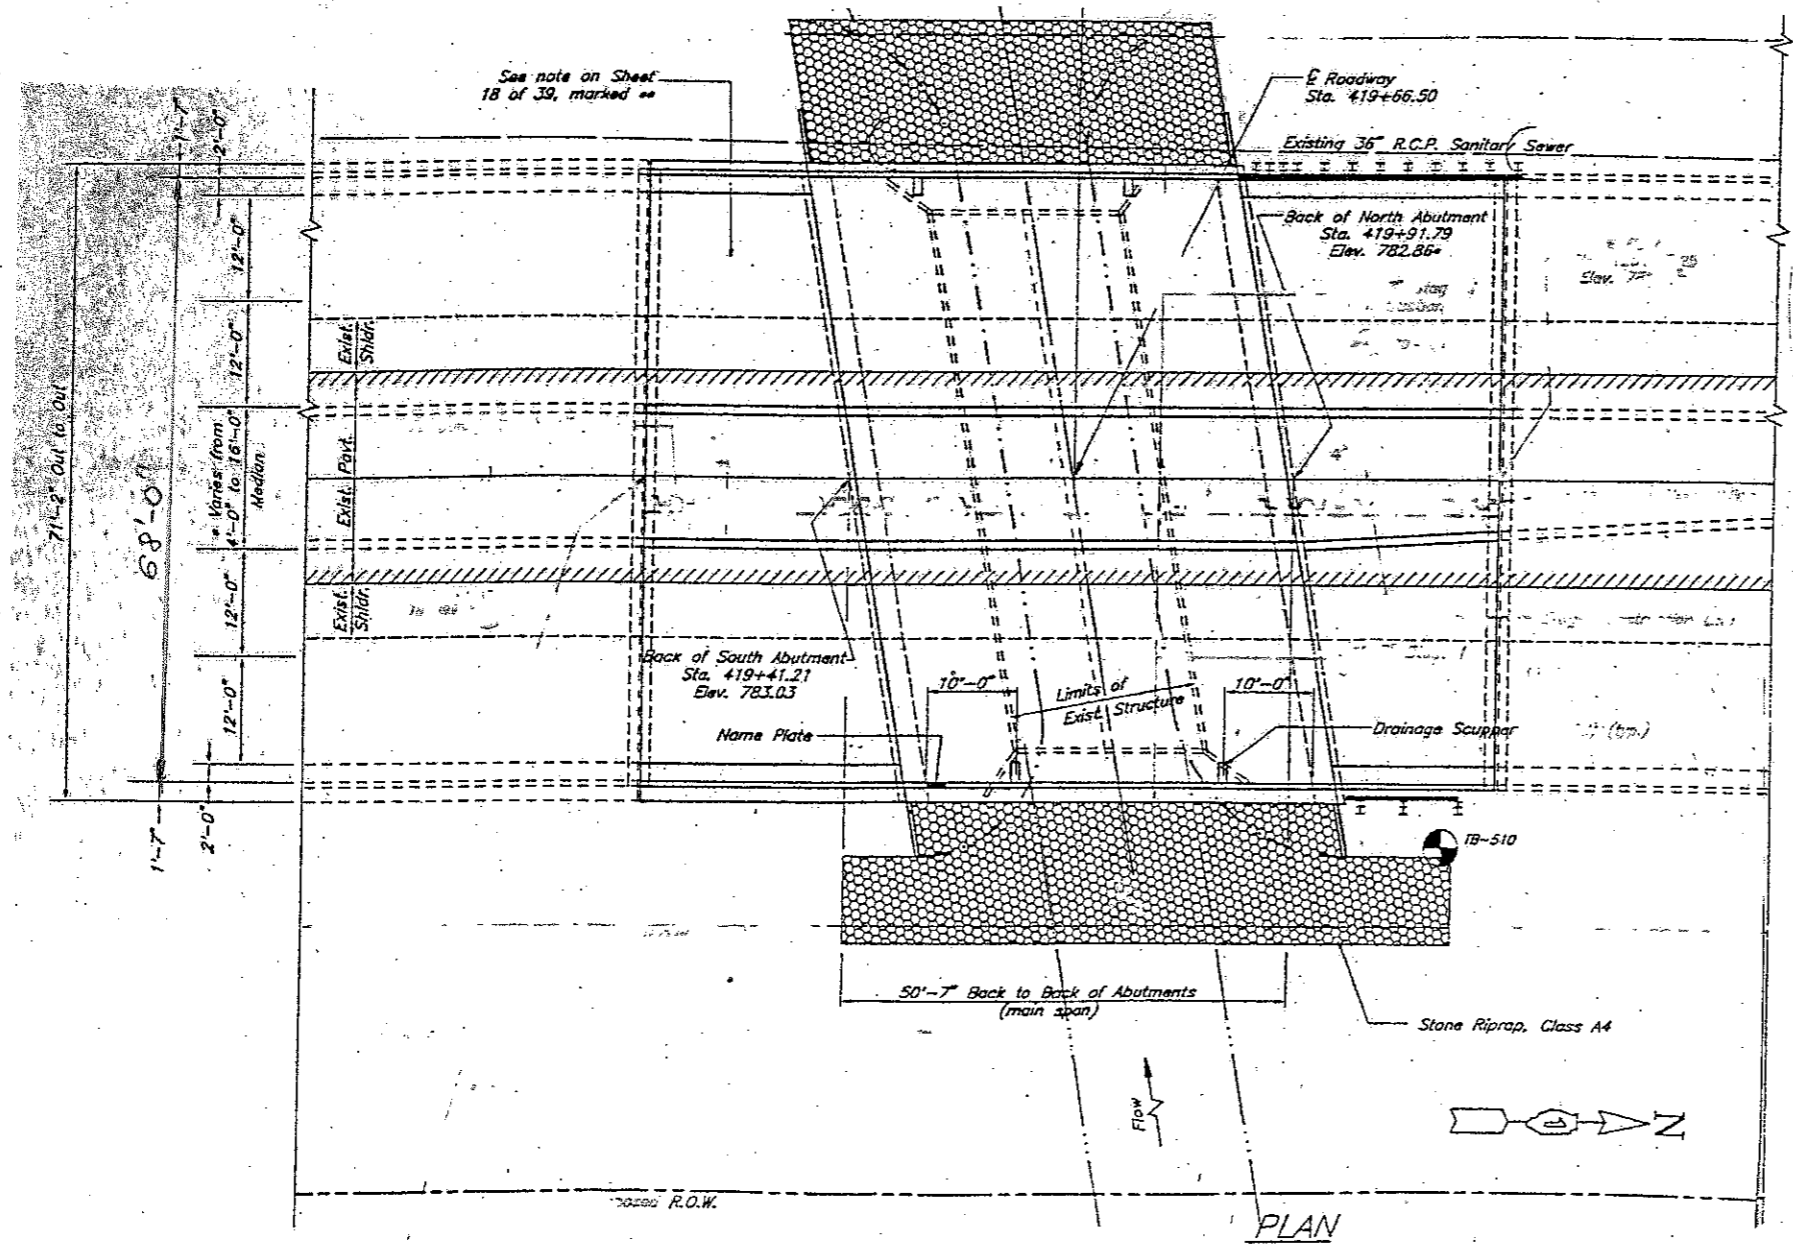 See note on Sheet
18 of 39, marked **
℄ Roadway
Sta. 419+66.50
Existing 36" R.C.P. Sanitary Sewer
Back of North Abutment
Sta. 419+91.79
Elev. 782.86*
Elev.
1'-7"
2'-0"
12'-0"
12'-0"
Exist.
Shldr.
71'-2" Out to Out
68'-0"
* Varies from
4'-0" to 16'-0"
Median
Exist. Pavt.
12'-0"
Exist.
Shldr.
12'-0"
1'-7"
2'-0"
Back of South Abutment
Sta. 419+41.21
Elev. 783.03
10'-0"
Limits of
Exist. Structure
10'-0"
Name Plate
Drainage Scupper
(typ.)
TB-510
50'-7" Back to Back of Abutments
(main span)
Stone Riprap, Class A4
Flow
N
R.O.W.
PLAN